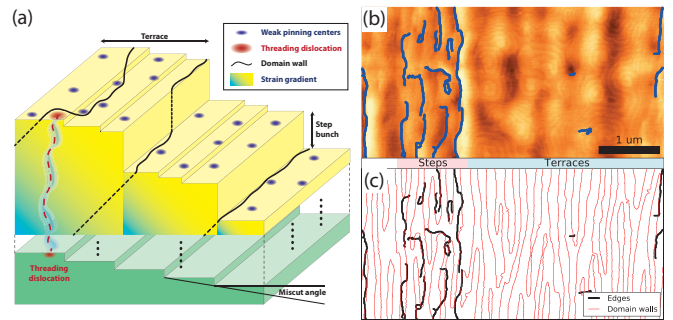 (a)
Terrace
Weak pinning centers
Threading dislocation
Domain wall
Strain gradient
Step
bunch
Threading
dislocation
Miscut angle
(b)
1 um
Steps
Terraces
(c)
Edges
Domain walls